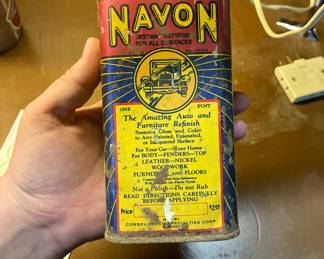 NAVON
INSTANT REFINISH
FOR ALL SURFACES
ONE PINT
The Amazing Auto and
Furniture Refinish
Restores Gloss and Color
to Any Painted, Enameled,
or Lacquered Surface
For Your Car—Your Home
For BODY—FENDERS—TOP
LEATHER—NICKEL
WOODWORK
FURNITURE AND FLOORS
Not a Polish—Do not Rub
READ DIRECTIONS CAREFULLY
BEFORE APPLYING
Price
CONSOLIDATED SPECIALTIES CORP.